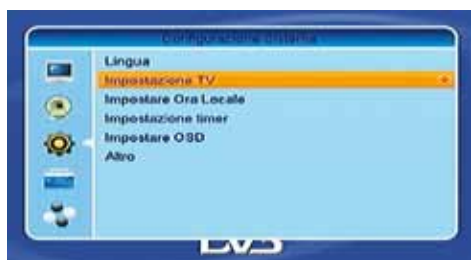 Configurazione Sistema
Lingua
Impostazione TV
Impostare Ora Locale
Impostazione timer
Impostare OSD
Altro